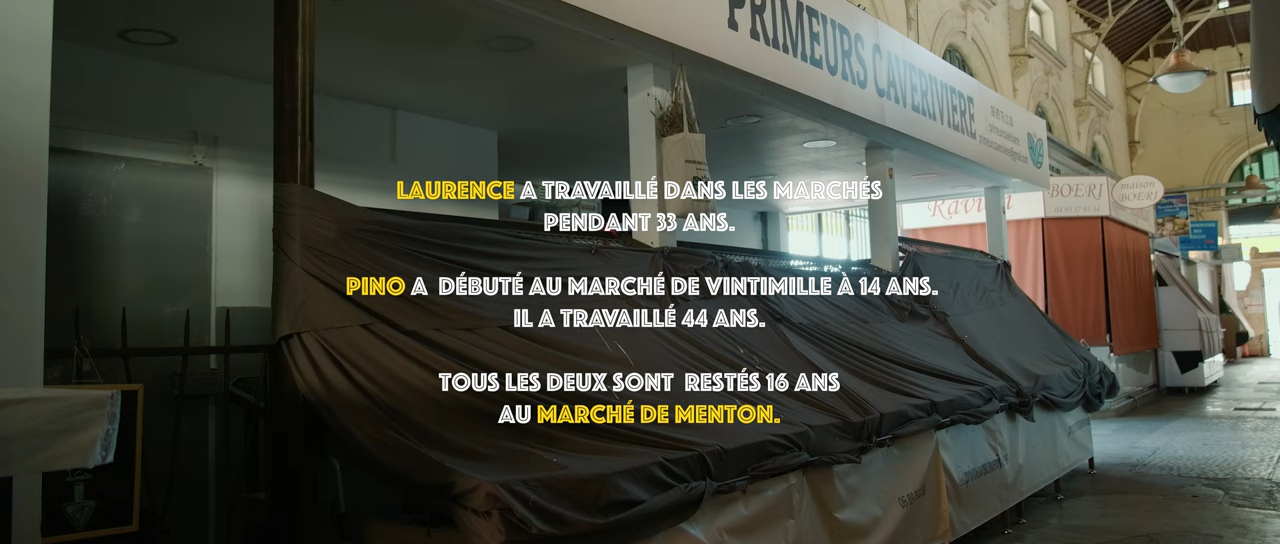 PRIMEURS CAVERIVIERE
BOERI
maison
BOERI
LAURENCE A TRAVAILLÉ DANS LES MARCHÉS
PENDANT 33 ANS.
PINO A DÉBUTÉ AU MARCHÉ DE VINTIMILLE À 14 ANS.
IL A TRAVAILLÉ 44 ANS.
TOUS LES DEUX SONT RESTÉS 16 ANS
AU MARCHÉ DE MENTON.